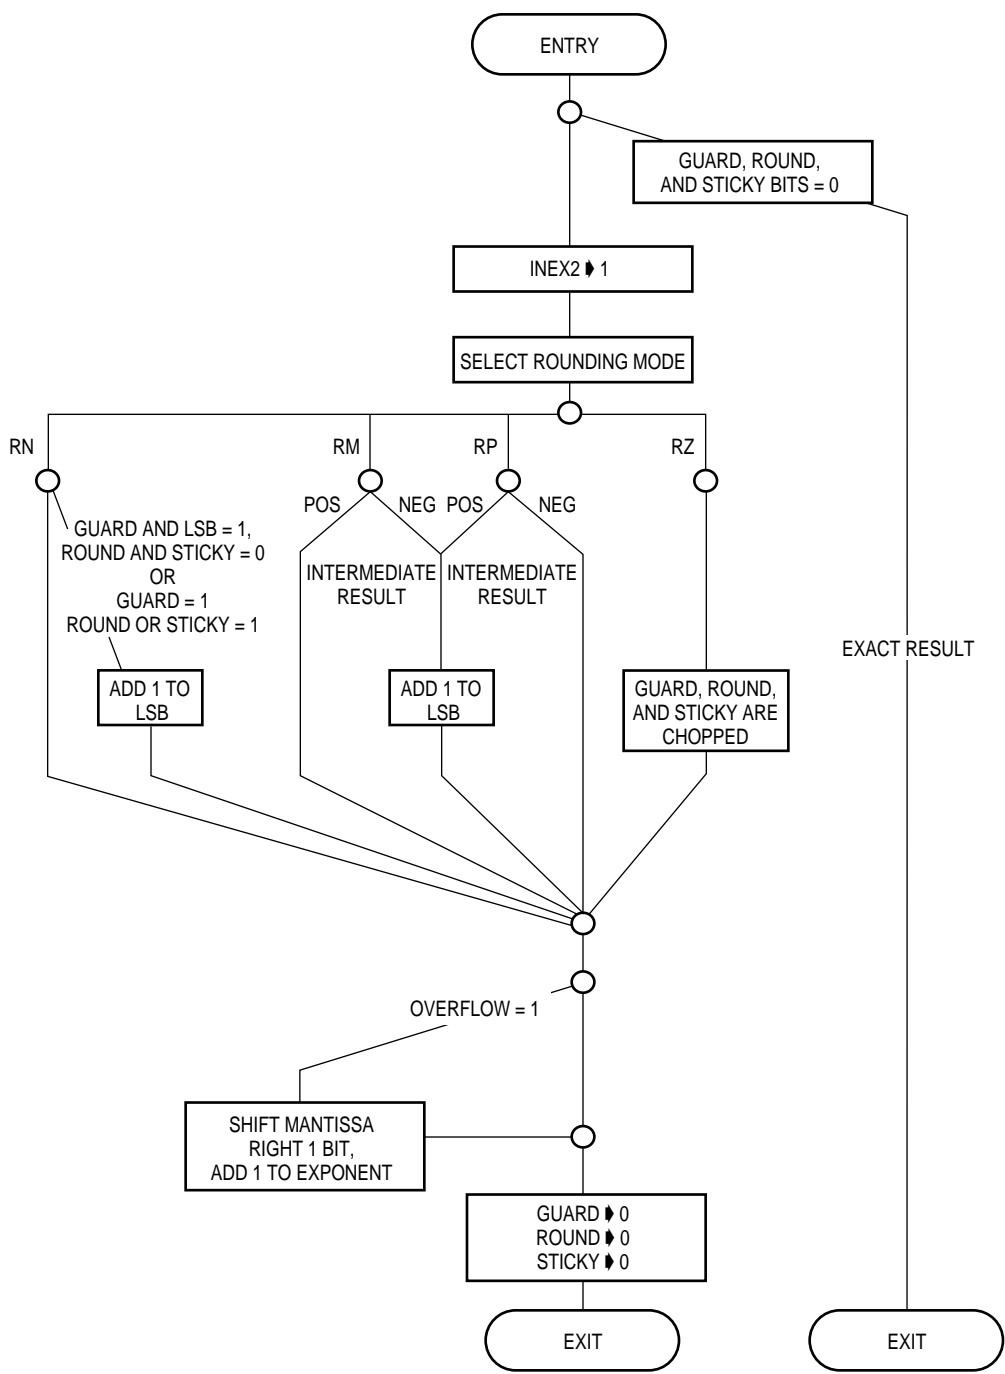 ENTRY
GUARD, ROUND,
AND STICKY BITS = 0
INEX2 ➧ 1
SELECT ROUNDING MODE
RN
RM
RP
RZ
POS
NEG
POS
NEG
GUARD AND LSB = 1,
ROUND AND STICKY = 0
OR
GUARD = 1
ROUND OR STICKY = 1
INTERMEDIATE
RESULT
INTERMEDIATE
RESULT
EXACT RESULT
ADD 1 TO
LSB
ADD 1 TO
LSB
GUARD, ROUND,
AND STICKY ARE
CHOPPED
OVERFLOW = 1
SHIFT MANTISSA
RIGHT 1 BIT,
ADD 1 TO EXPONENT
GUARD ➧ 0
ROUND ➧ 0
STICKY ➧ 0
EXIT
EXIT